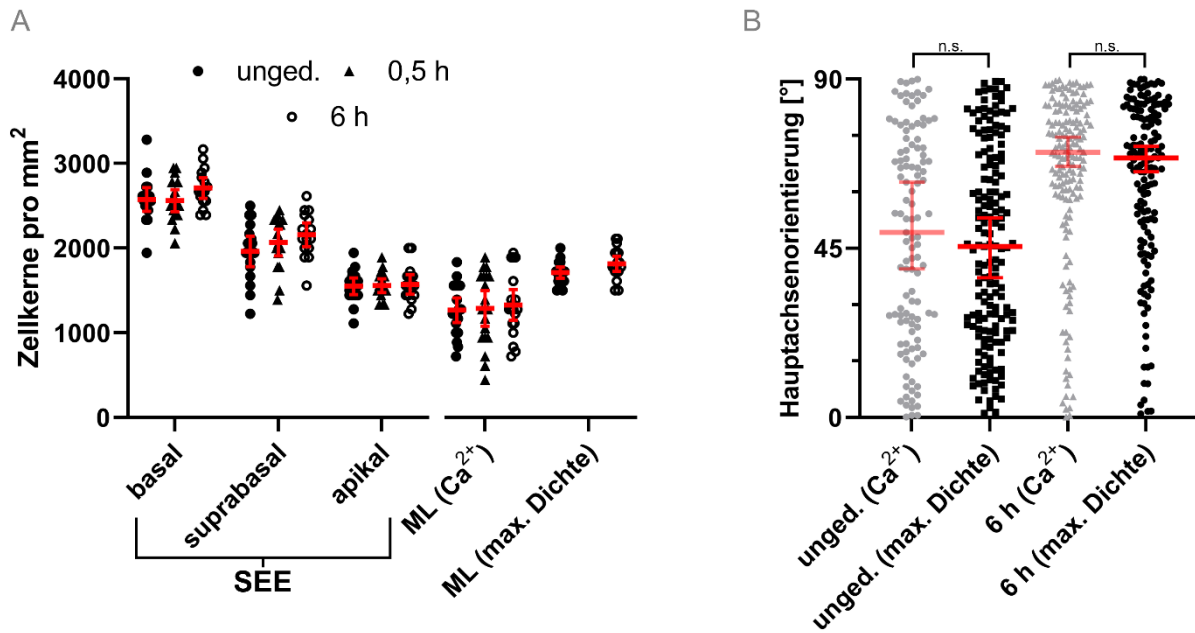 A
unged. 0,5 h
6 h
Zellkerne pro mm²
4000
3000
2000
1000
0
basal
suprabasal
apikal
ML (Ca²⁺)
ML (max. Dichte)
SEE
B
n.s. n.s.
Hauptachsenorientierung [°]
90
45
0
unged. (Ca²⁺)
unged. (max. Dichte)
6 h (Ca²⁺)
6 h (max. Dichte)